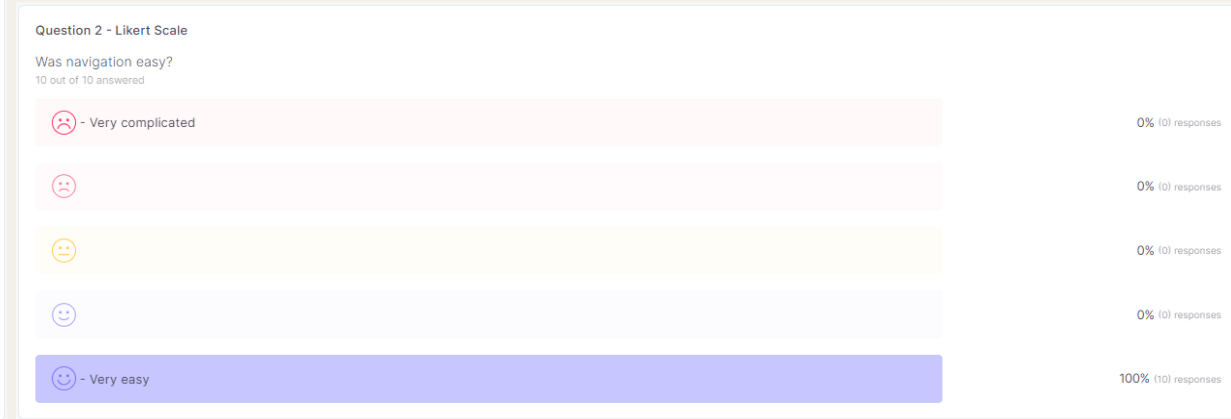 Question 2 - Likert Scale
Was navigation easy?
10 out of 10 answered
- Very complicated 0% (0) responses
0% (0) responses
0% (0) responses
0% (0) responses
- Very easy 100% (10) responses